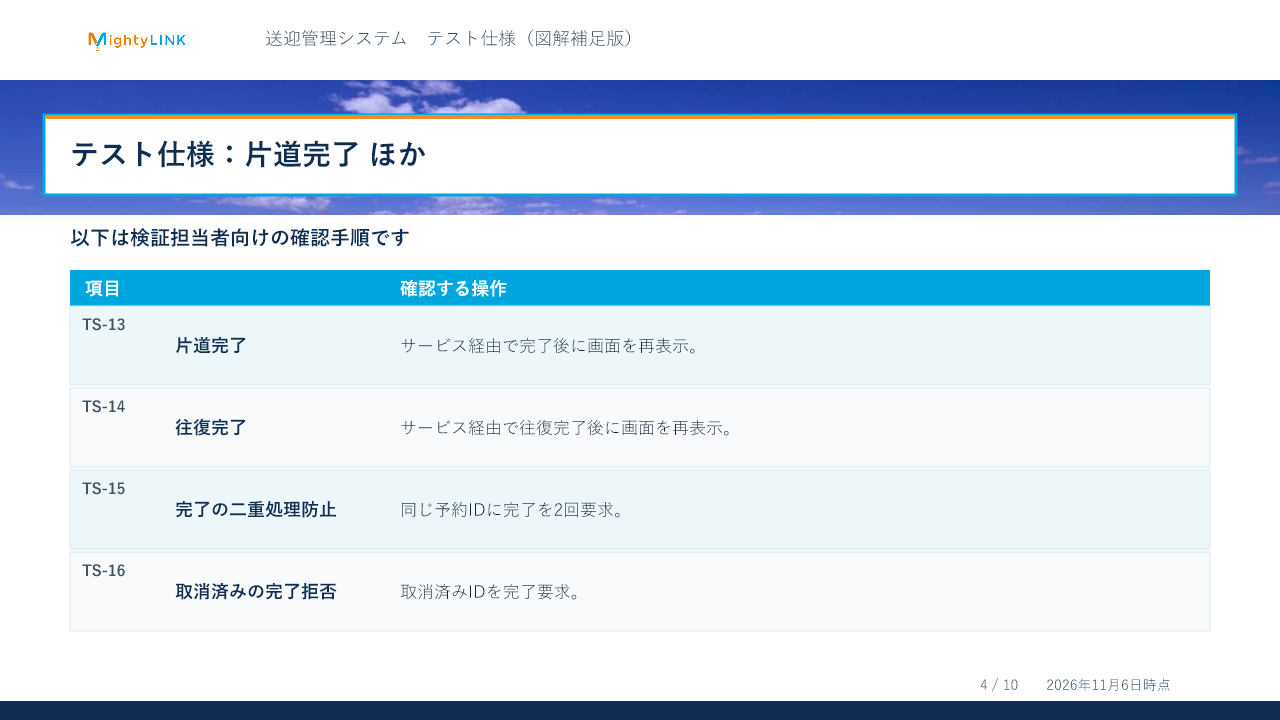 MightyLINK
送迎管理システム　テスト仕様（図解補足版）
テスト仕様：片道完了 ほか
以下は検証担当者向けの確認手順です
項目 確認する操作
TS-13
片道完了 サービス経由で完了後に画面を再表示。
TS-14
往復完了 サービス経由で往復完了後に画面を再表示。
TS-15
完了の二重処理防止 同じ予約IDに完了を2回要求。
TS-16
取消済みの完了拒否 取消済みIDを完了要求。
4 / 10 2026年11月6日時点